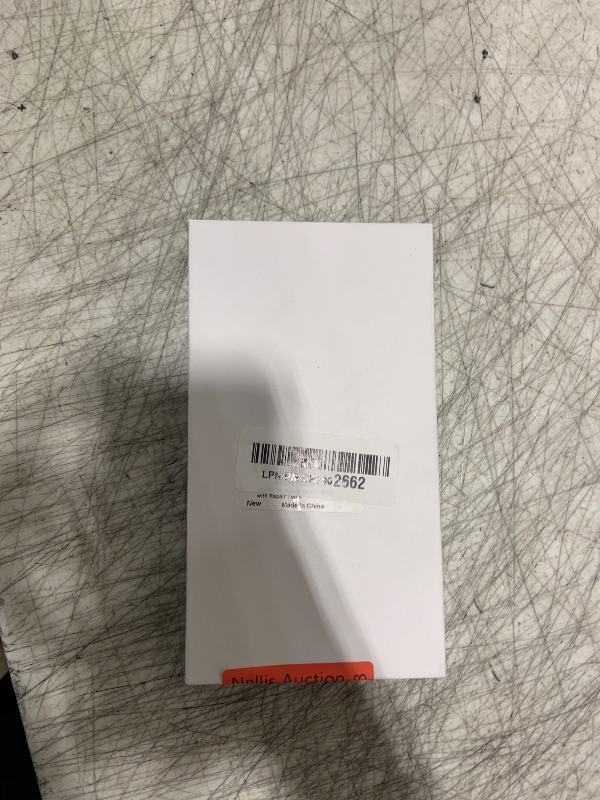 LPN 2662
with Repair Tools
New Made in China
Nellis Auction